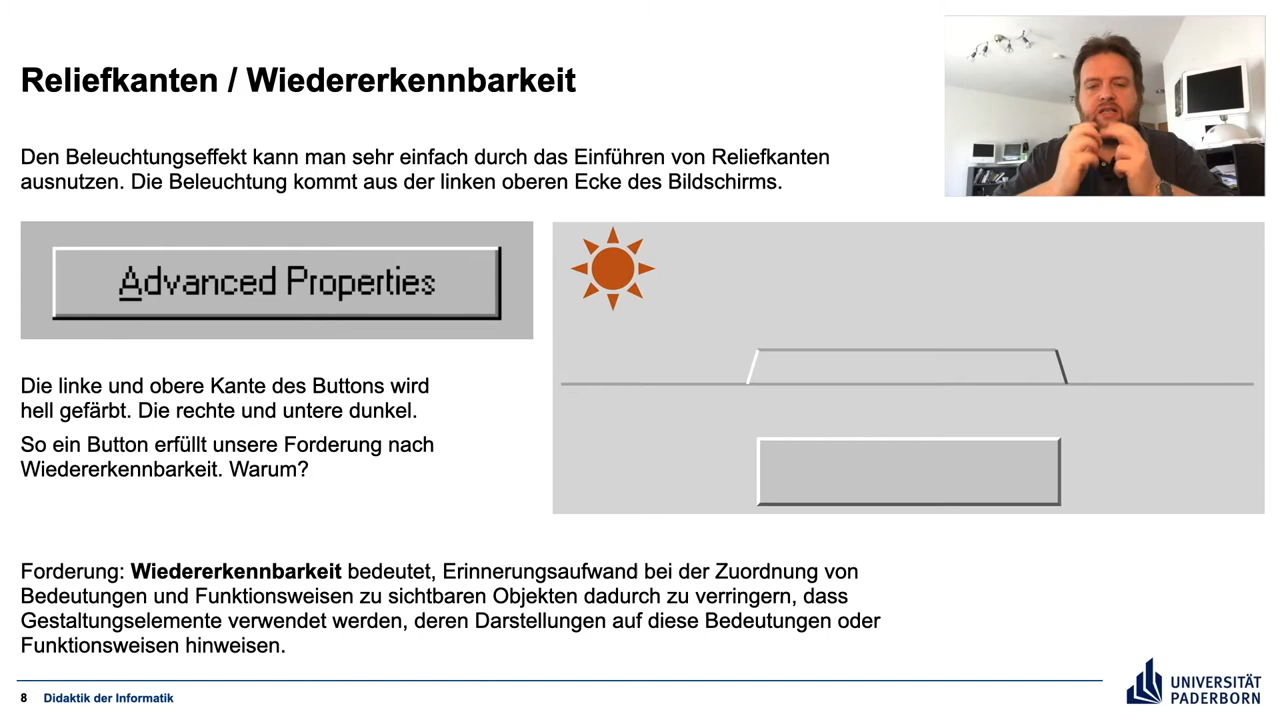 Reliefkanten / Wiedererkennbarkeit
Den Beleuchtungseffekt kann man sehr einfach durch das Einführen von Reliefkanten
ausnutzen. Die Beleuchtung kommt aus der linken oberen Ecke des Bildschirms.
Advanced Properties
Die linke und obere Kante des Buttons wird
hell gefärbt. Die rechte und untere dunkel.
So ein Button erfüllt unsere Forderung nach
Wiedererkennbarkeit. Warum?
Forderung: Wiedererkennbarkeit bedeutet, Erinnerungsaufwand bei der Zuordnung von
Bedeutungen und Funktionsweisen zu sichtbaren Objekten dadurch zu verringern, dass
Gestaltungselemente verwendet werden, deren Darstellungen auf diese Bedeutungen oder
Funktionsweisen hinweisen.
8 Didaktik der Informatik
UNIVERSITÄT
PADERBORN